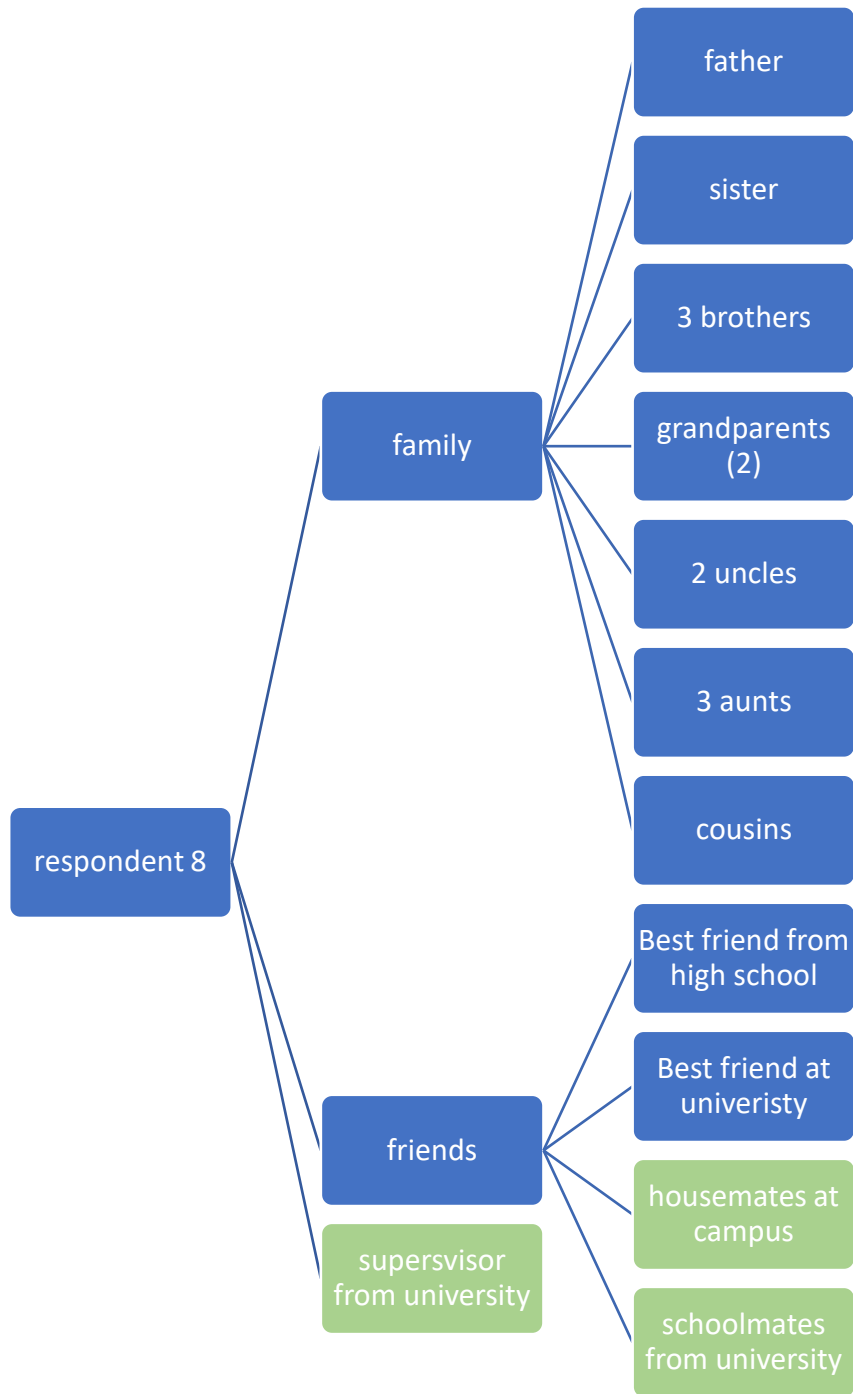 father
sister
3 brothers
family
grandparents
(2)
2 uncles
3 aunts
cousins
respondent 8
Best friend from
high school
Best friend at
univeristy
friends
housemates at
campus
supersvisor
from university
schoolmates
from university